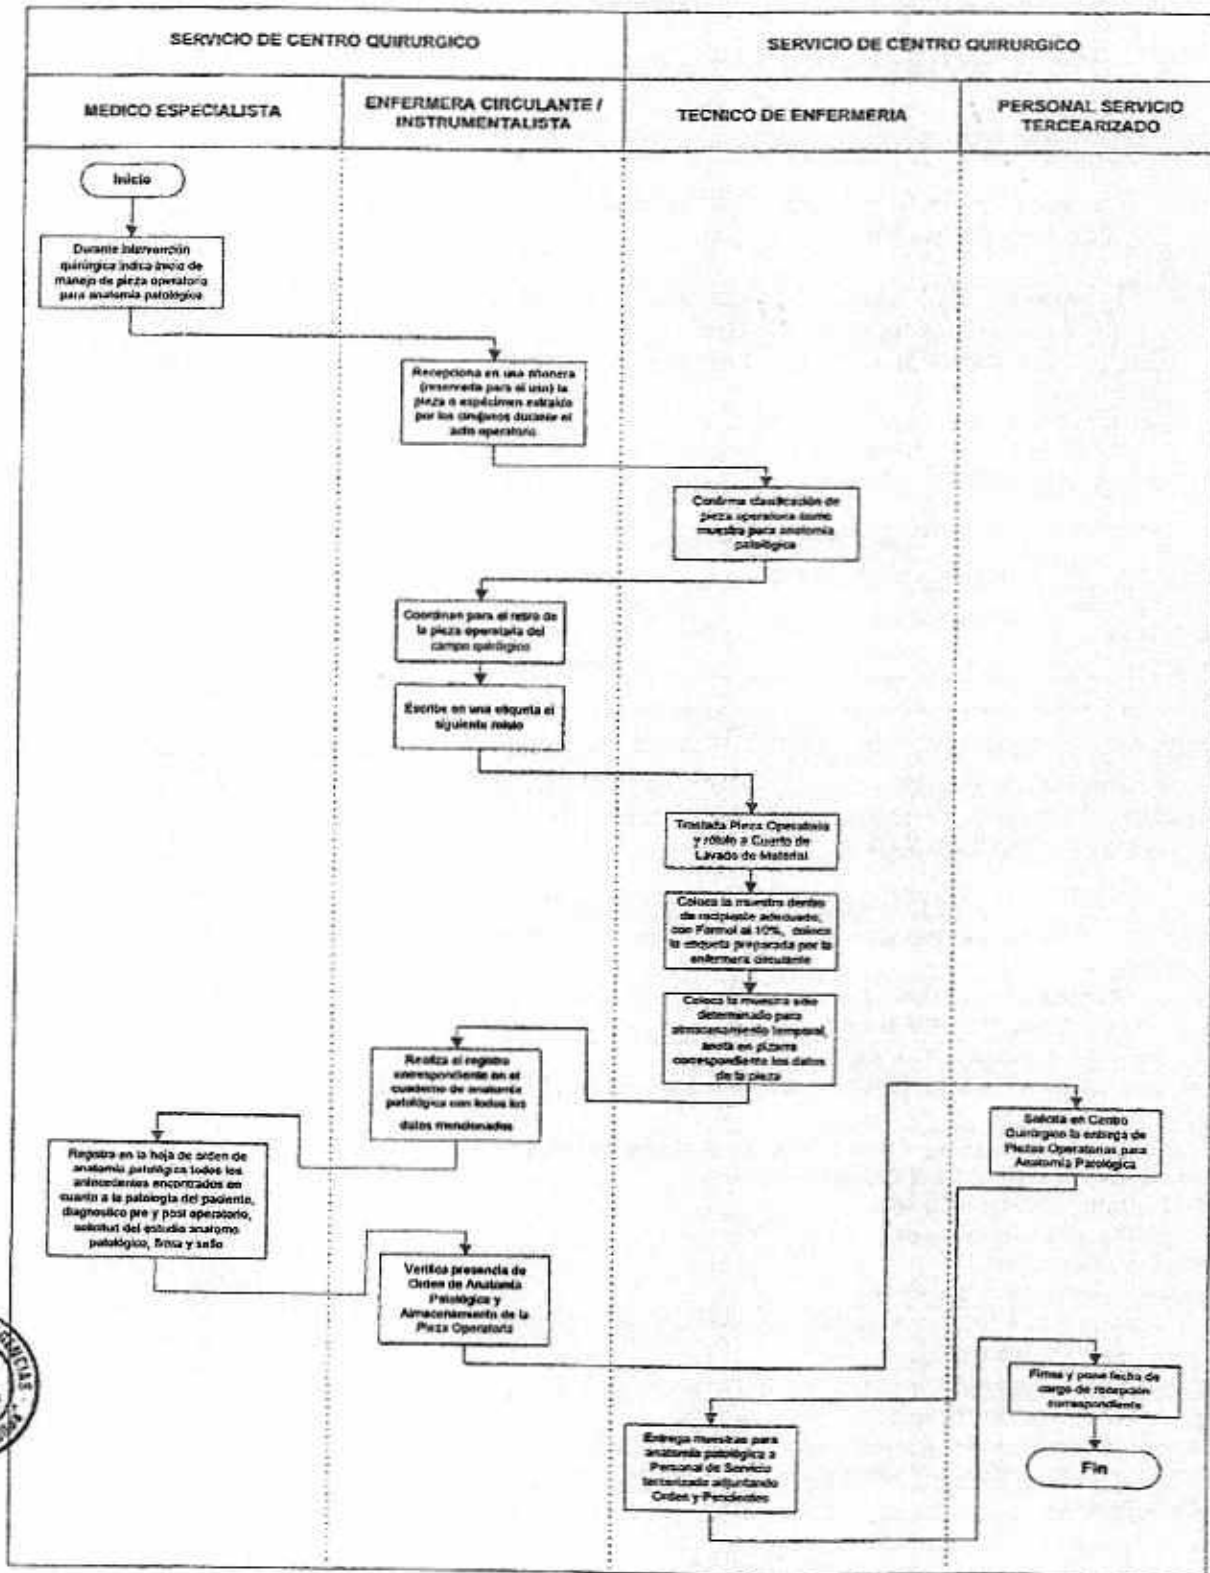 SERVICIO DE CENTRO QUIRURGICO
SERVICIO DE CENTRO QUIRURGICO
MEDICO ESPECIALISTA
ENFERMERA CIRCULANTE /
INSTRUMENTALISTA
TECNICO DE ENFERMERIA
PERSONAL SERVICIO
TERCEARIZADO
Inicio
Durante intervención
quirúrgica indica inicio de
manejo de pieza operatoria
para anatomía patológica
Recepciona en una riñonera
(reservada para el uso) la
pieza o espécimen extraído
por los cirujanos durante el
acto operatorio
Confirma clasificación de
pieza operatoria como
muestra para anatomía
patológica
Coordinan para el retiro de
la pieza operatoria del
campo quirúrgico
Escribe en una etiqueta el
siguiente rotulo
Traslada Pieza Operatoria
y rótulo a Cuarto de
Lavado de Material
Coloca la muestra dentro
de recipiente adecuado,
con Formol al 10%, coloca
la etiqueta preparada por la
enfermera circulante
Coloca la muestra sitio
determinado para
almacenamiento temporal,
anota en pizarra
correspondiente los datos
de la pieza
Realiza el registro
correspondiente en el
cuaderno de anatomía
patológica con todos los
datos mencionados
Registra en la hoja de orden de
anatomía patológica todos los
antecedentes encontrados en
cuanto a la patología del paciente,
diagnostico pre y post operatorio,
solicitud del estudio anatomo
patológico, firma y sello
Verifica presencia de
Orden de Anatomía
Patológica y
Almacenamiento de la
Pieza Operatoria
Solicita en Centro
Quirúrgico la entrega de
Piezas Operatorias para
Anatomía Patológica
Entrega muestras para
anatomía patológica a
Personal de Servicio
tercerizado adjuntando
Orden y Pendientes
Firma y pone fecha de
cargo de recepción
correspondiente
Fin